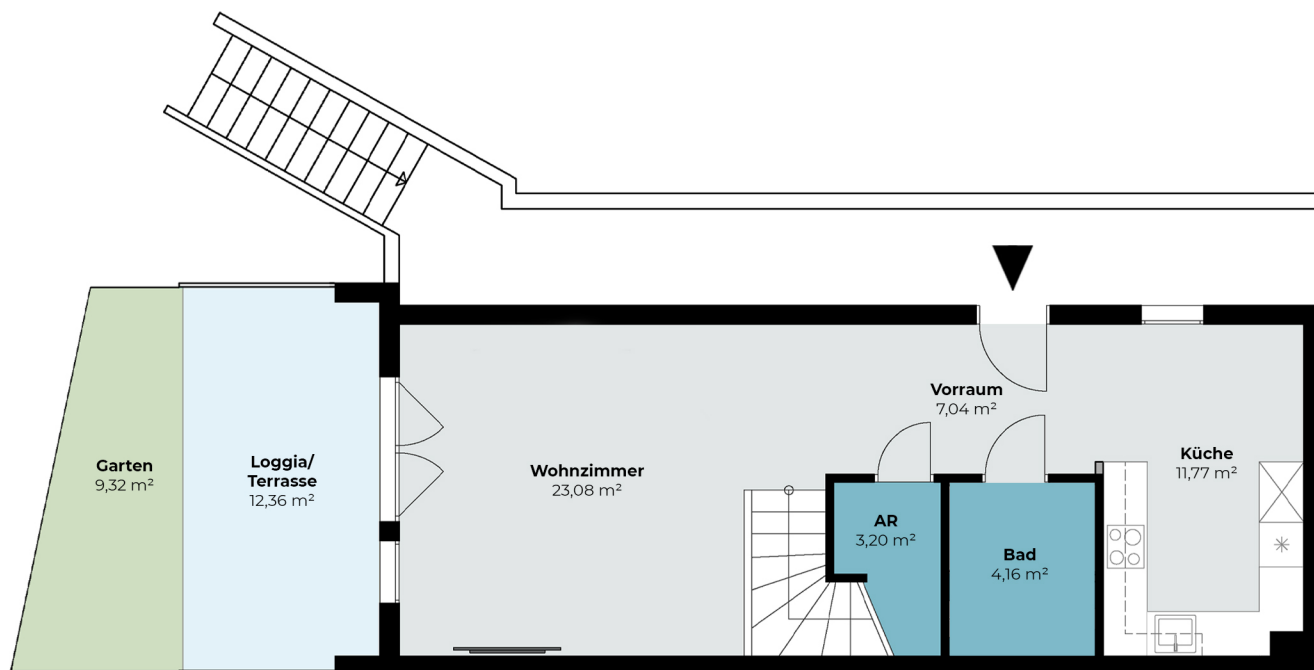 Vorraum
7,04 m²
Küche
11,77 m²
Garten
9,32 m²
Loggia/
Terrasse
12,36 m²
Wohnzimmer
23,08 m²
AR
3,20 m²
Bad
4,16 m²